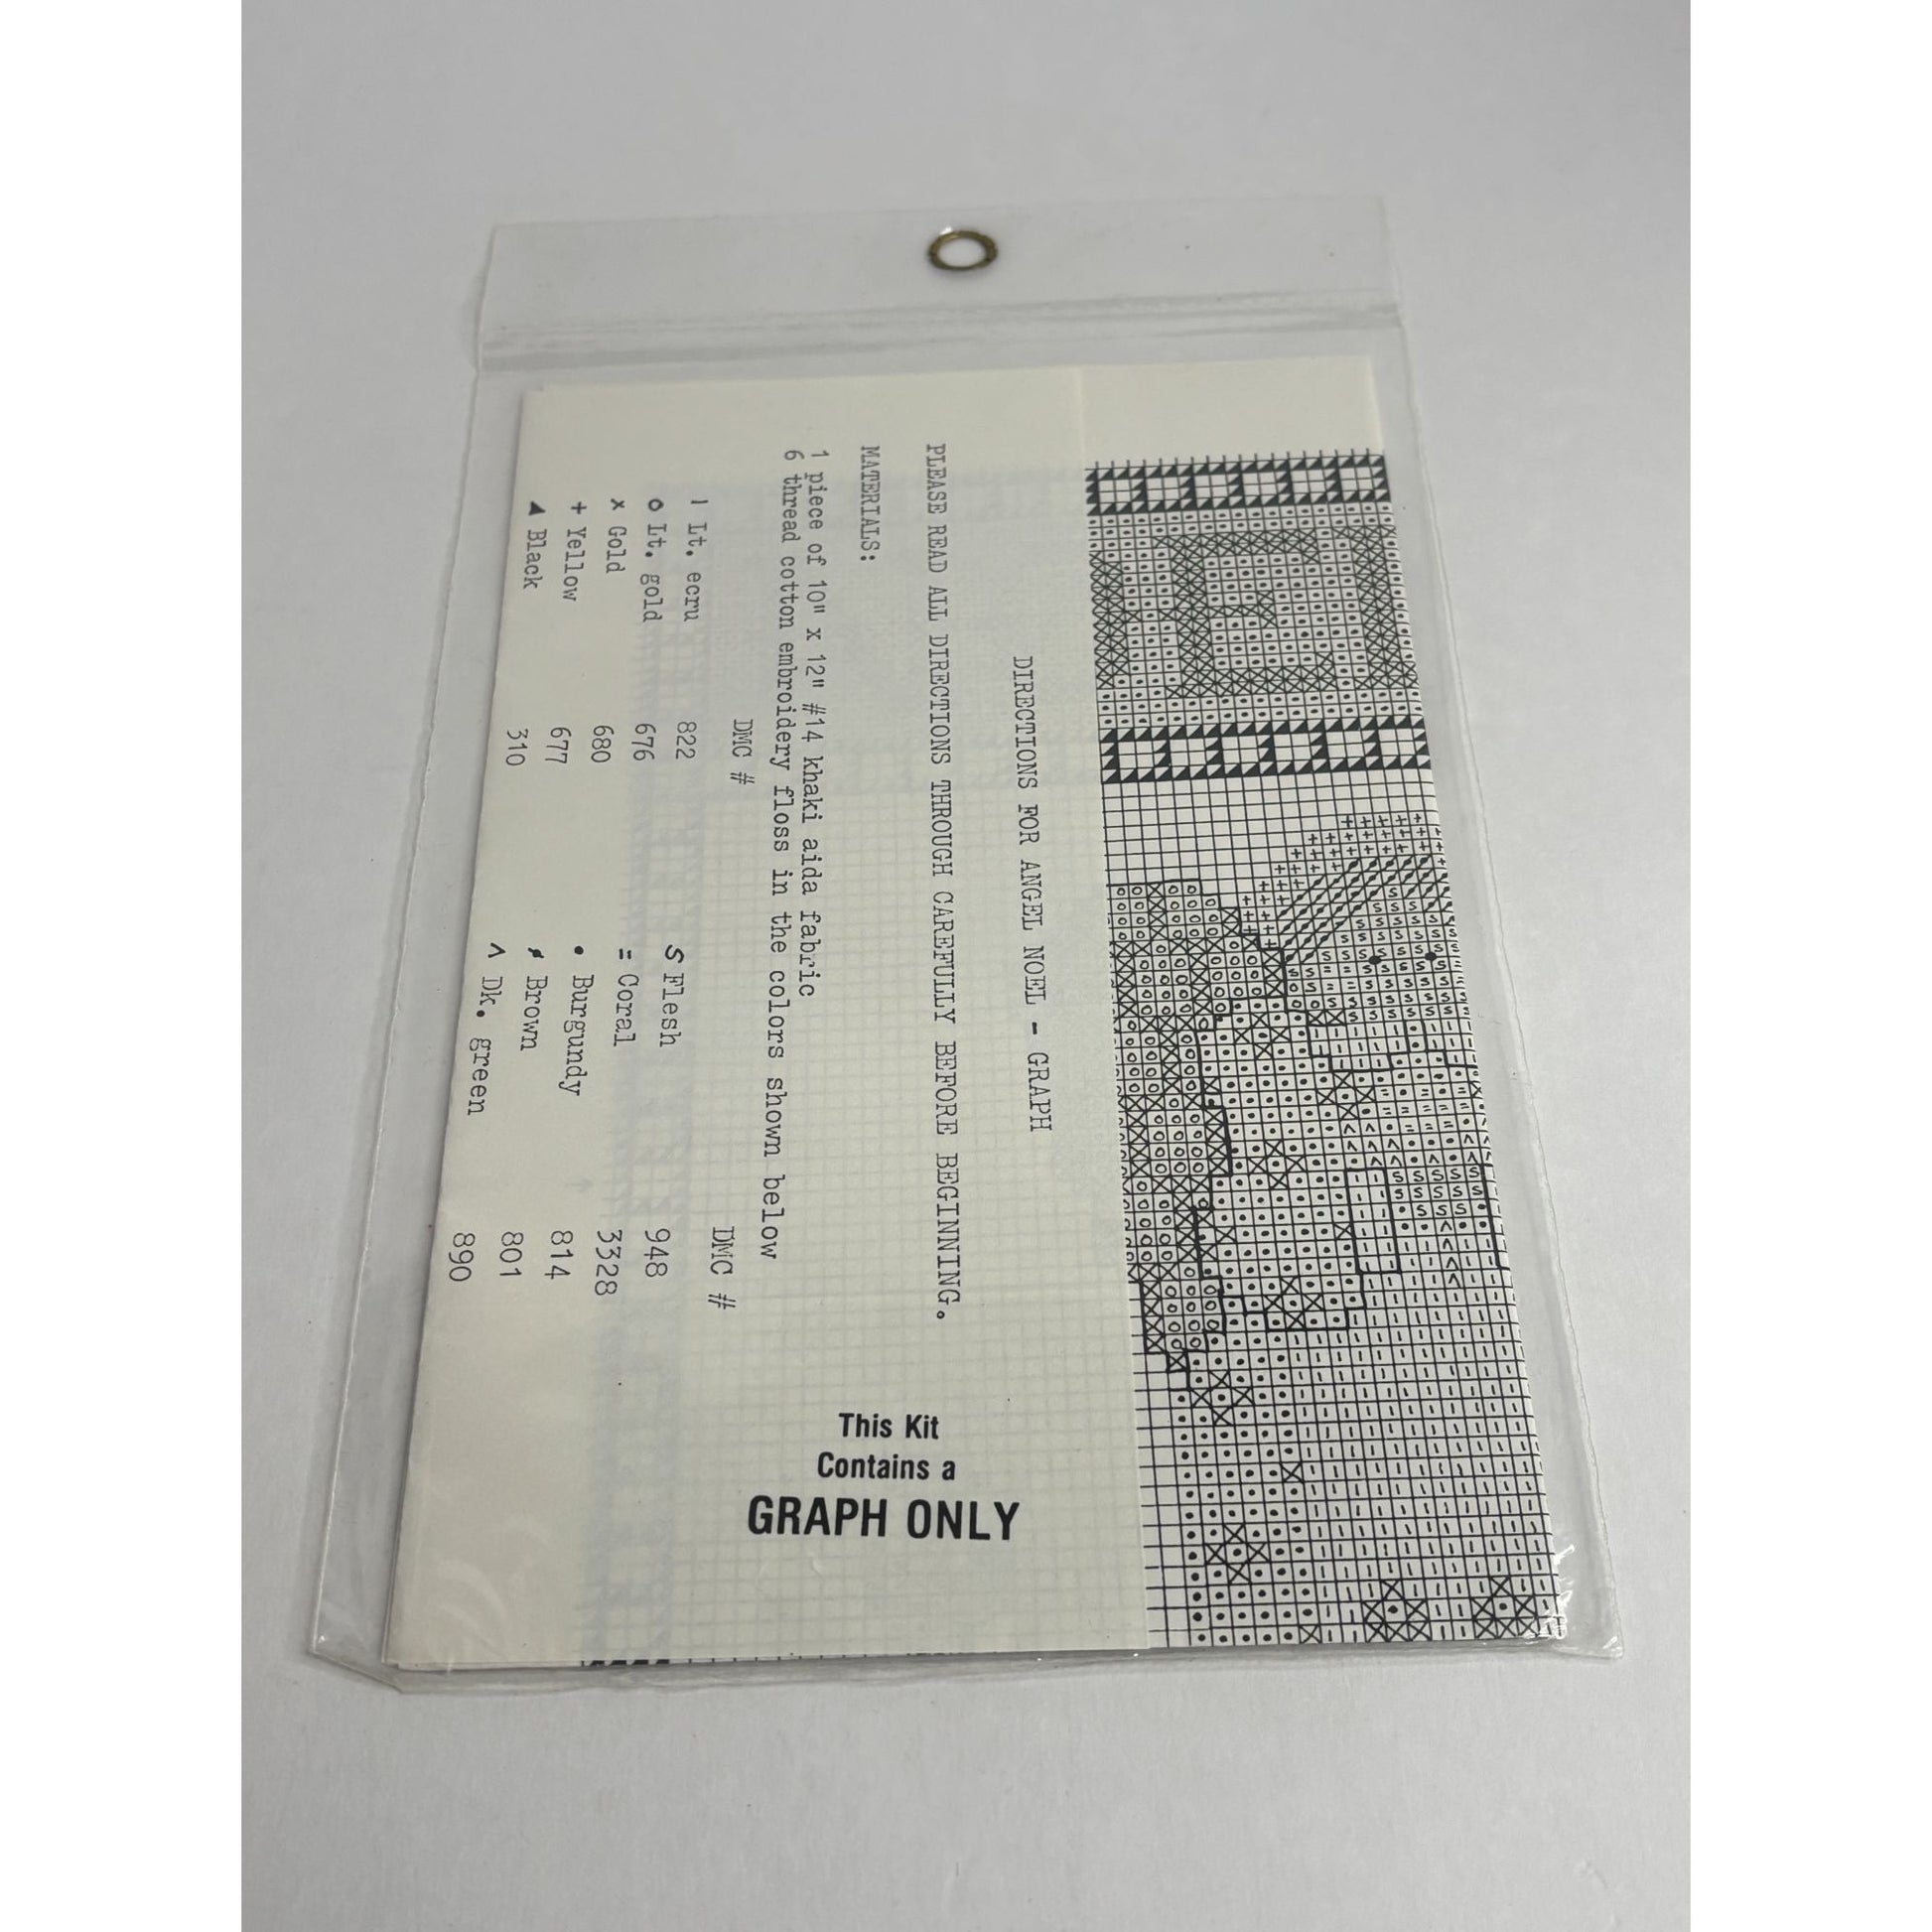 DIRECTIONS FOR ANGEL NOEL - GRAPH
PLEASE READ ALL DIRECTIONS THROUGH CAREFULLY BEFORE BEGINNING.
MATERIALS:
1 piece of 10" x 12" #14 khaki aida fabric
6 thread cotton embroidery floss in the colors shown below
DMC #
ı Lt. ecru 822
o Lt. gold 676
x Gold 680
+ Yellow 677
◢ Black 310
DMC #
S Flesh 948
= Coral 3328
• Burgundy 814
Brown 801
^ Dk. green 890
This Kit
Contains a
GRAPH ONLY